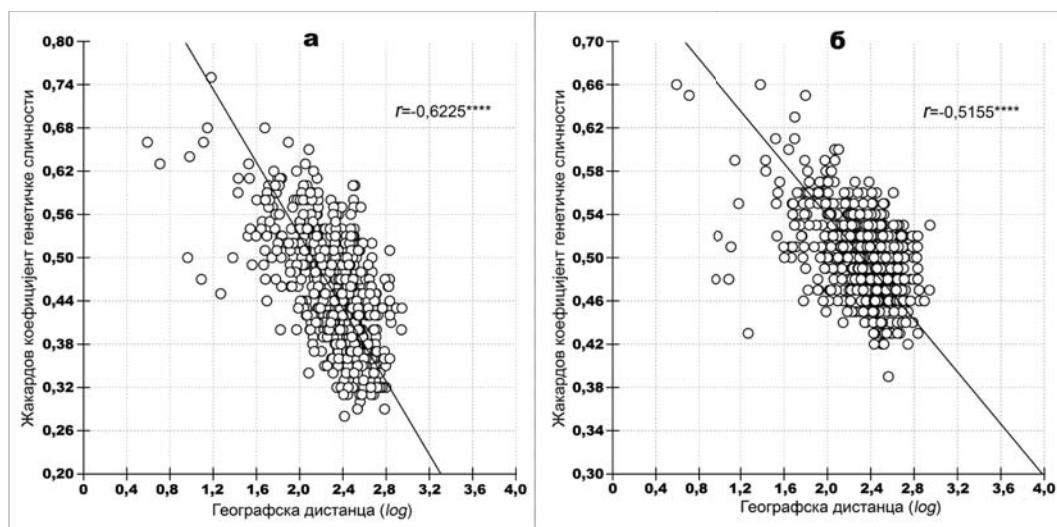 а
r=-0,6225****
Жакардов коефицијент генетичке сличности
0,80
0,74
0,68
0,62
0,56
0,50
0,44
0,38
0,32
0,26
0,20
0 0,4 0,8 1,2 1,6 2,0 2,4 2,8 3,2 3,6 4,0
Географска дистанца (log)
б
r=-0,5155****
Жакардов коефицијент генетичке сличности
0,70
0,66
0,62
0,58
0,54
0,50
0,46
0,42
0,38
0,34
0,30
0 0,4 0,8 1,2 1,6 2,0 2,4 2,8 3,2 3,6 4,0
Географска дистанца (log)